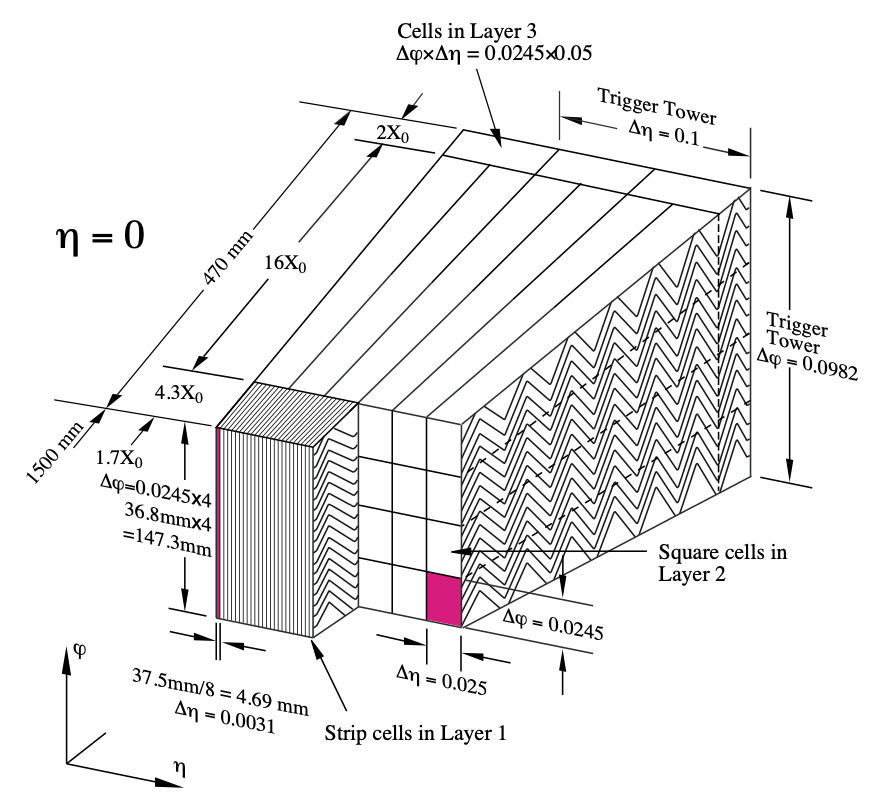 Cells in Layer 3
Δφ×Δη = 0.0245×0.05
Trigger Tower
Δη = 0.1
2X₀
η = 0
470 mm
16X₀
Trigger
Tower
Δφ = 0.0982
4.3X₀
1500 mm
1.7X₀
Δφ=0.0245x4
36.8mmx4
=147.3mm
Square cells in
Layer 2
Δφ = 0.0245
Δη = 0.025
37.5mm/8 = 4.69 mm
Δη = 0.0031
Strip cells in Layer 1
φ
η